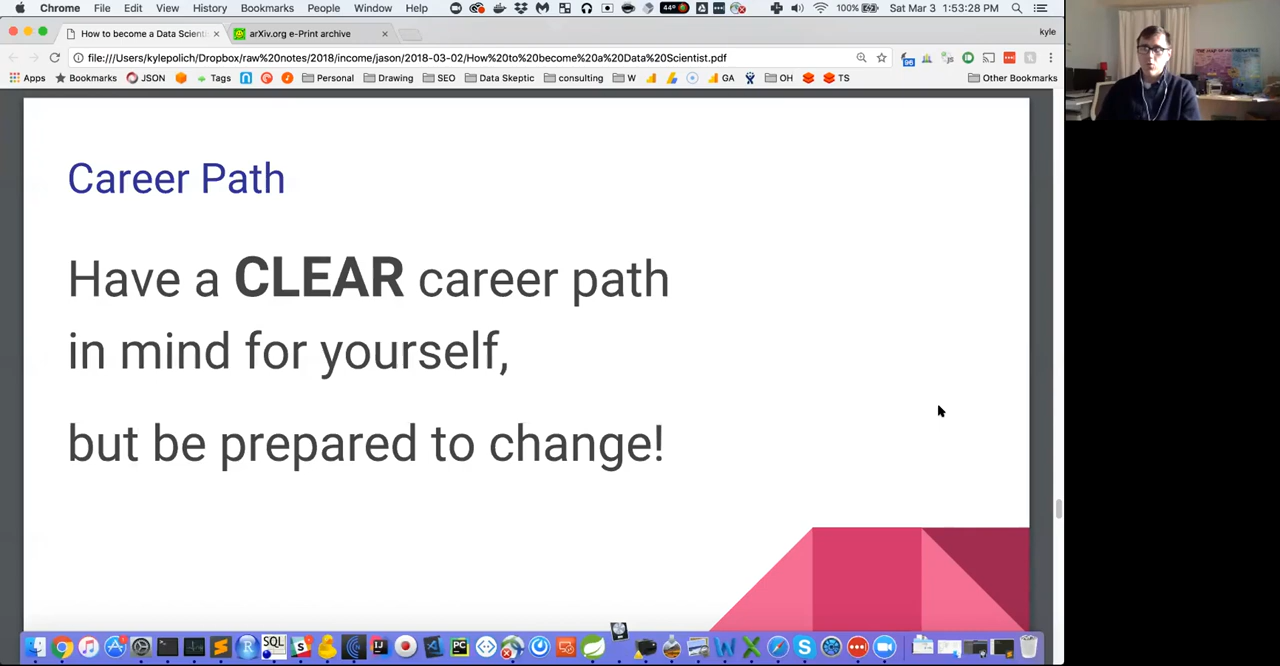 Chrome File Edit View History Bookmarks People Window Help 44° 100% Sat Mar 3 1:53:28 PM
How to become a Data Scienti × arXiv.org e-Print archive × kyle
file:///Users/kylepolich/Dropbox/raw%20notes/2018/income/jason/2018-03-02/How%20to%20become%20a%20Data%20Scientist.pdf
Apps Bookmarks JSON Tags Personal Drawing SEO Data Skeptic consulting W GA OH TS Other Bookmarks
Career Path
Have a CLEAR career path
in mind for yourself,
but be prepared to change!